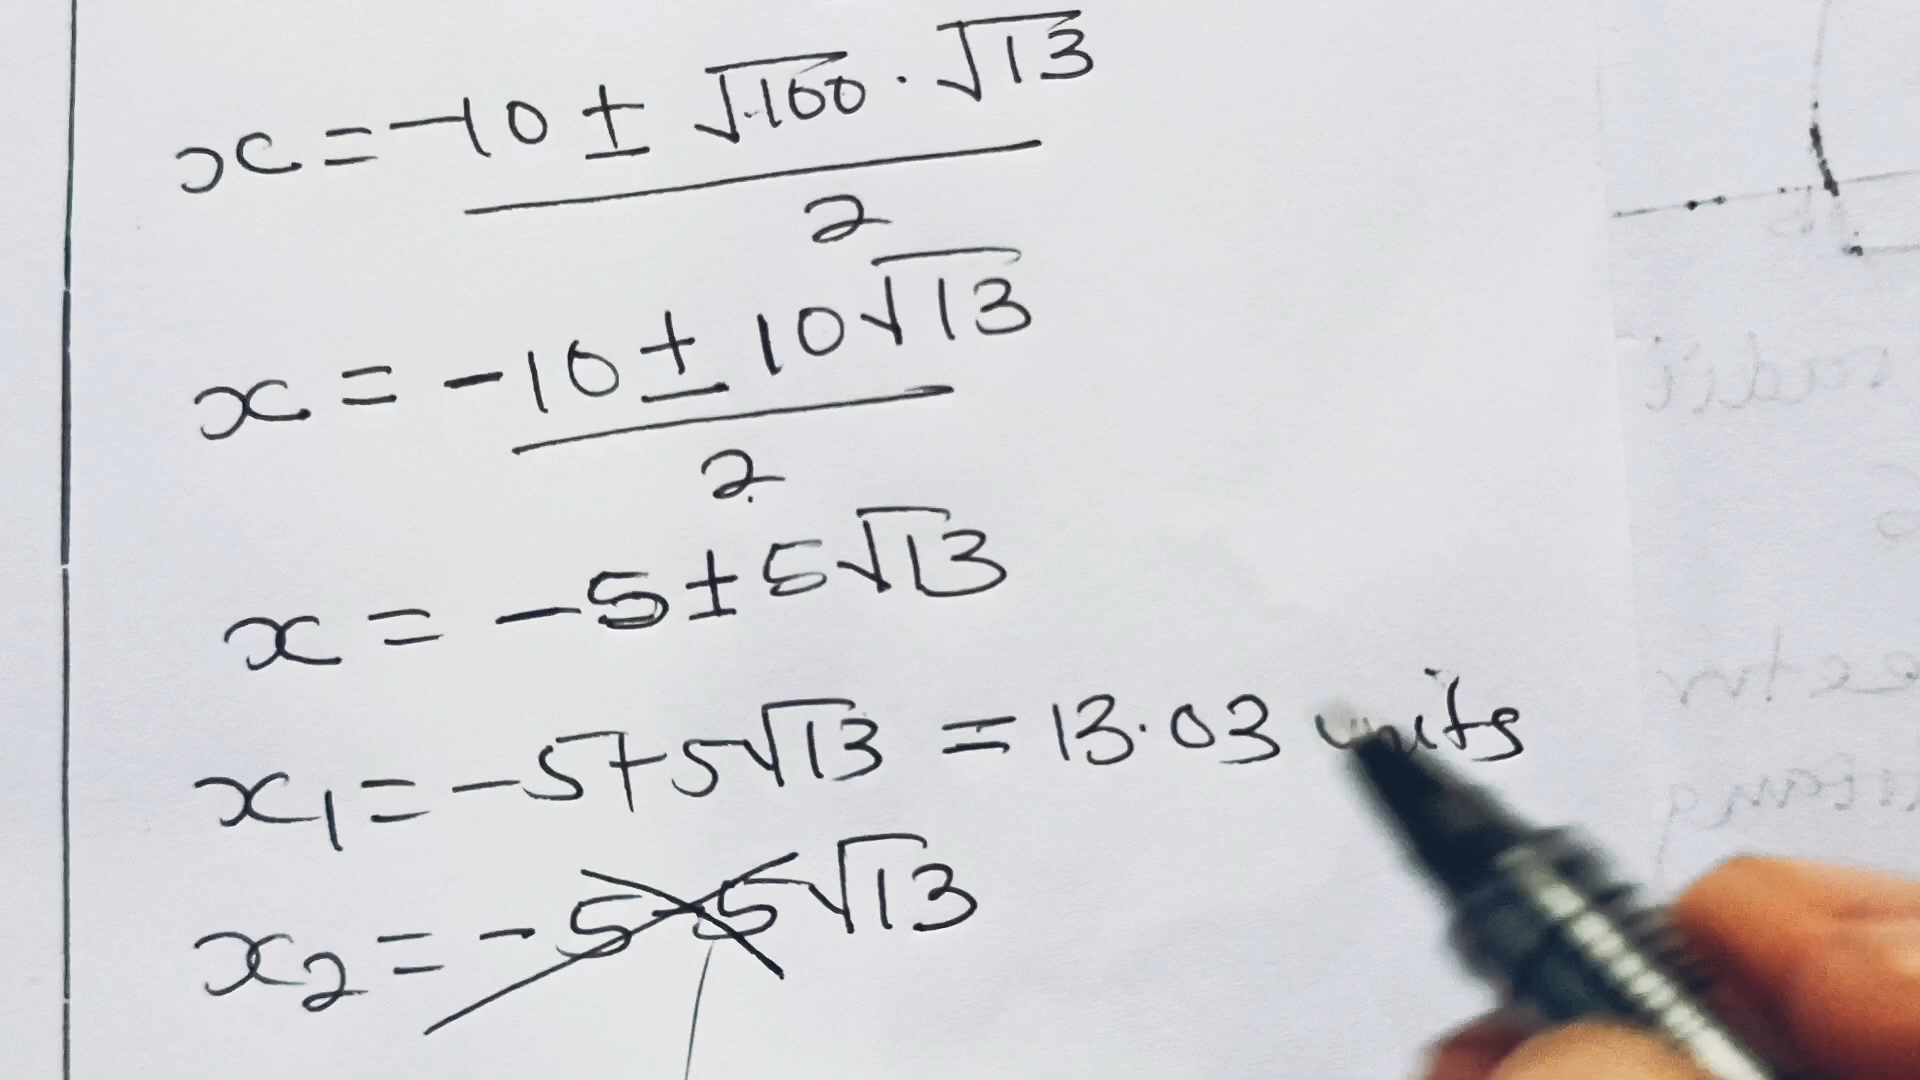 x = -10 ± √100 · √13
2
x = -10 ± 10√13
2
x = -5 ± 5√13
x₁ = -5 + 5√13 = 13.03 units
x₂ = -5 - 5√13